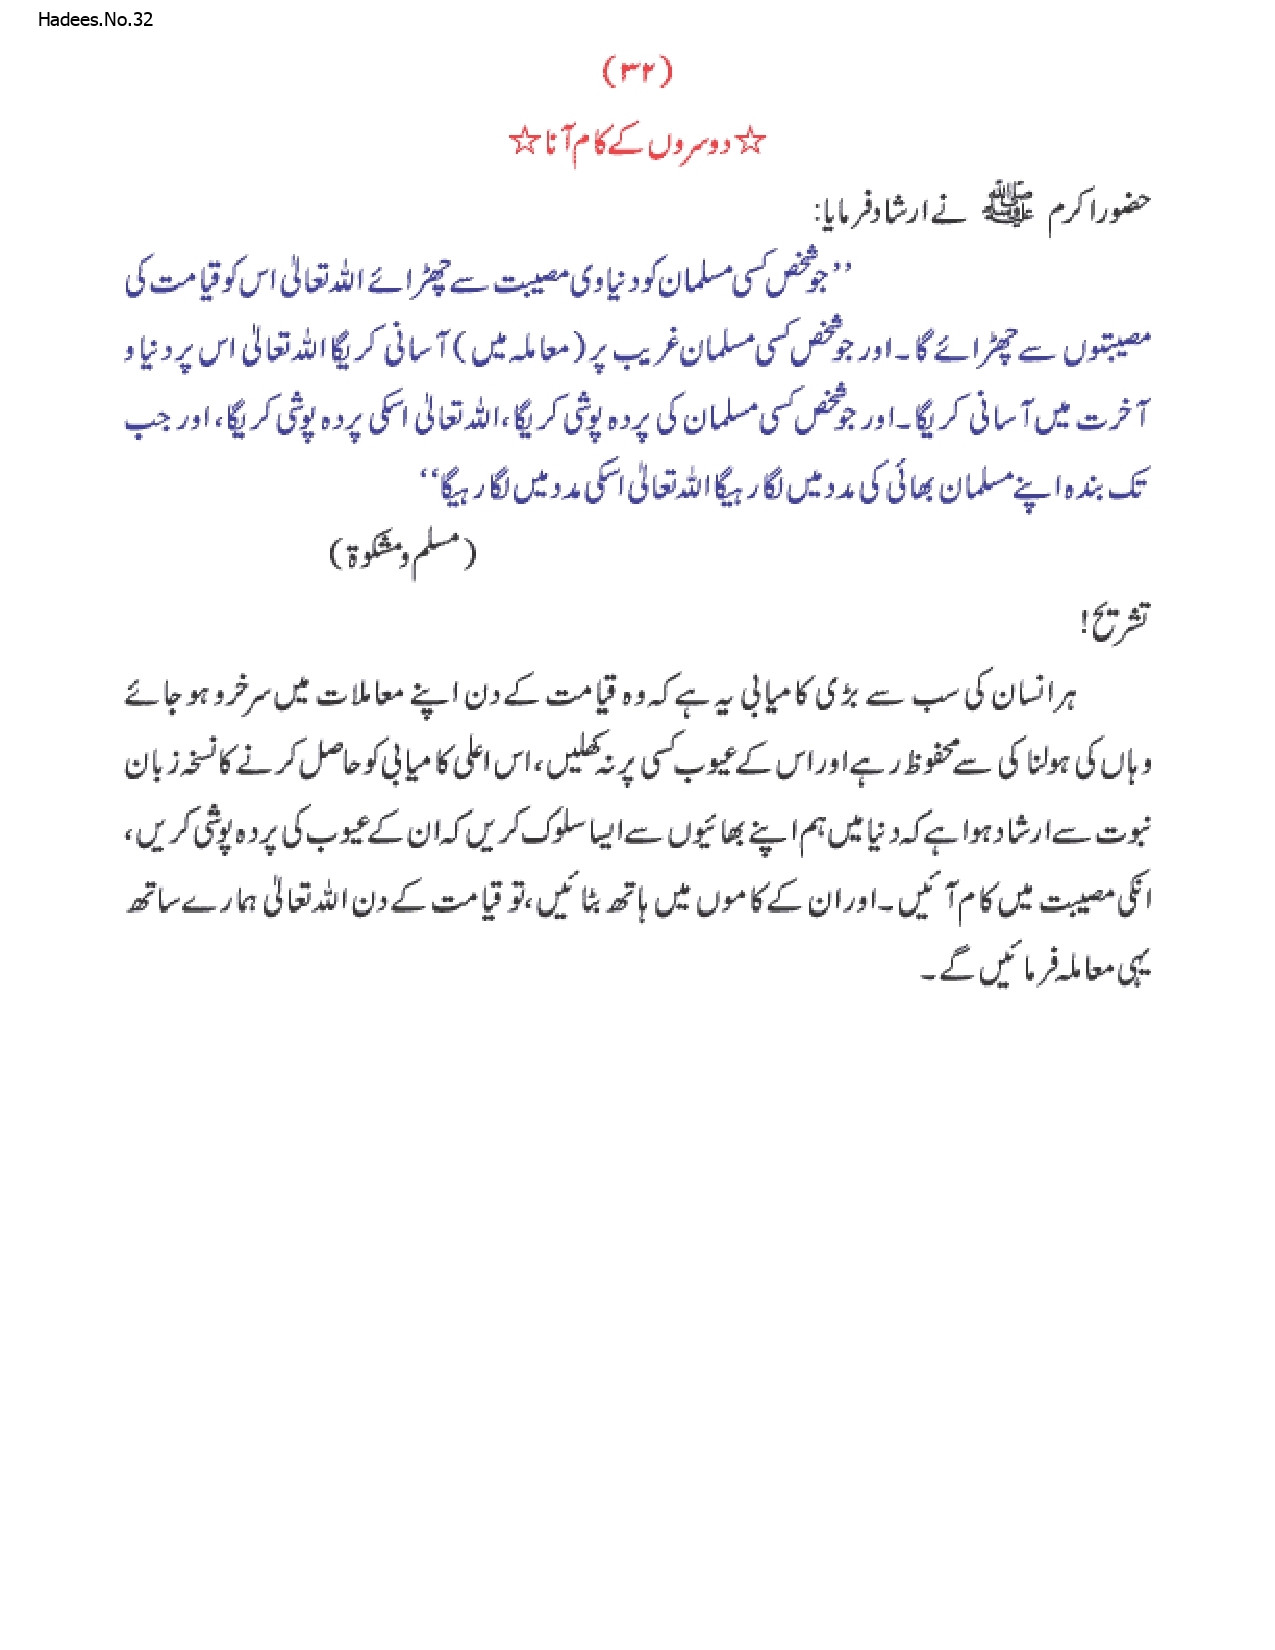 Hadees.No.32
(۳۲)
☆دوسروں کے کام آنا☆
حضور اکرم ﷺ نے ارشاد فرمایا:
’’جو شخص کسی مسلمان کو دنیاوی مصیبت سے چھڑائے اللہ تعالیٰ اس کو قیامت کی
مصیبتوں سے چھڑائے گا۔ اور جو شخص کسی مسلمان غریب پر (معاملہ میں) آسانی کریگا اللہ تعالیٰ اس پر دنیا و
آخرت میں آسانی کریگا۔ اور جو شخص کسی مسلمان کی پردہ پوشی کریگا، اللہ تعالیٰ اسکی پردہ پوشی کریگا، اور جب
تک بندہ اپنے مسلمان بھائی کی مدد میں لگا رہیگا اللہ تعالیٰ اسکی مدد میں لگا رہیگا‘‘
(مسلم و مشکوۃ)
تشریح!
ہر انسان کی سب سے بڑی کامیابی یہ ہے کہ وہ قیامت کے دن اپنے معاملات میں سرخرو ہو جائے
وہاں کی ہولناکی سے محفوظ رہے اور اس کے عیوب کسی پر نہ کھلیں، اس اعلی کامیابی کو حاصل کرنے کا نسخہ زبان
نبوت سے ارشاد ہوا ہے کہ دنیا میں ہم اپنے بھائیوں سے ایسا سلوک کریں کہ ان کے عیوب کی پردہ پوشی کریں،
انکی مصیبت میں کام آئیں۔ اور ان کے کاموں میں ہاتھ بٹائیں، تو قیامت کے دن اللہ تعالیٰ ہمارے ساتھ
یہی معاملہ فرمائیں گے۔